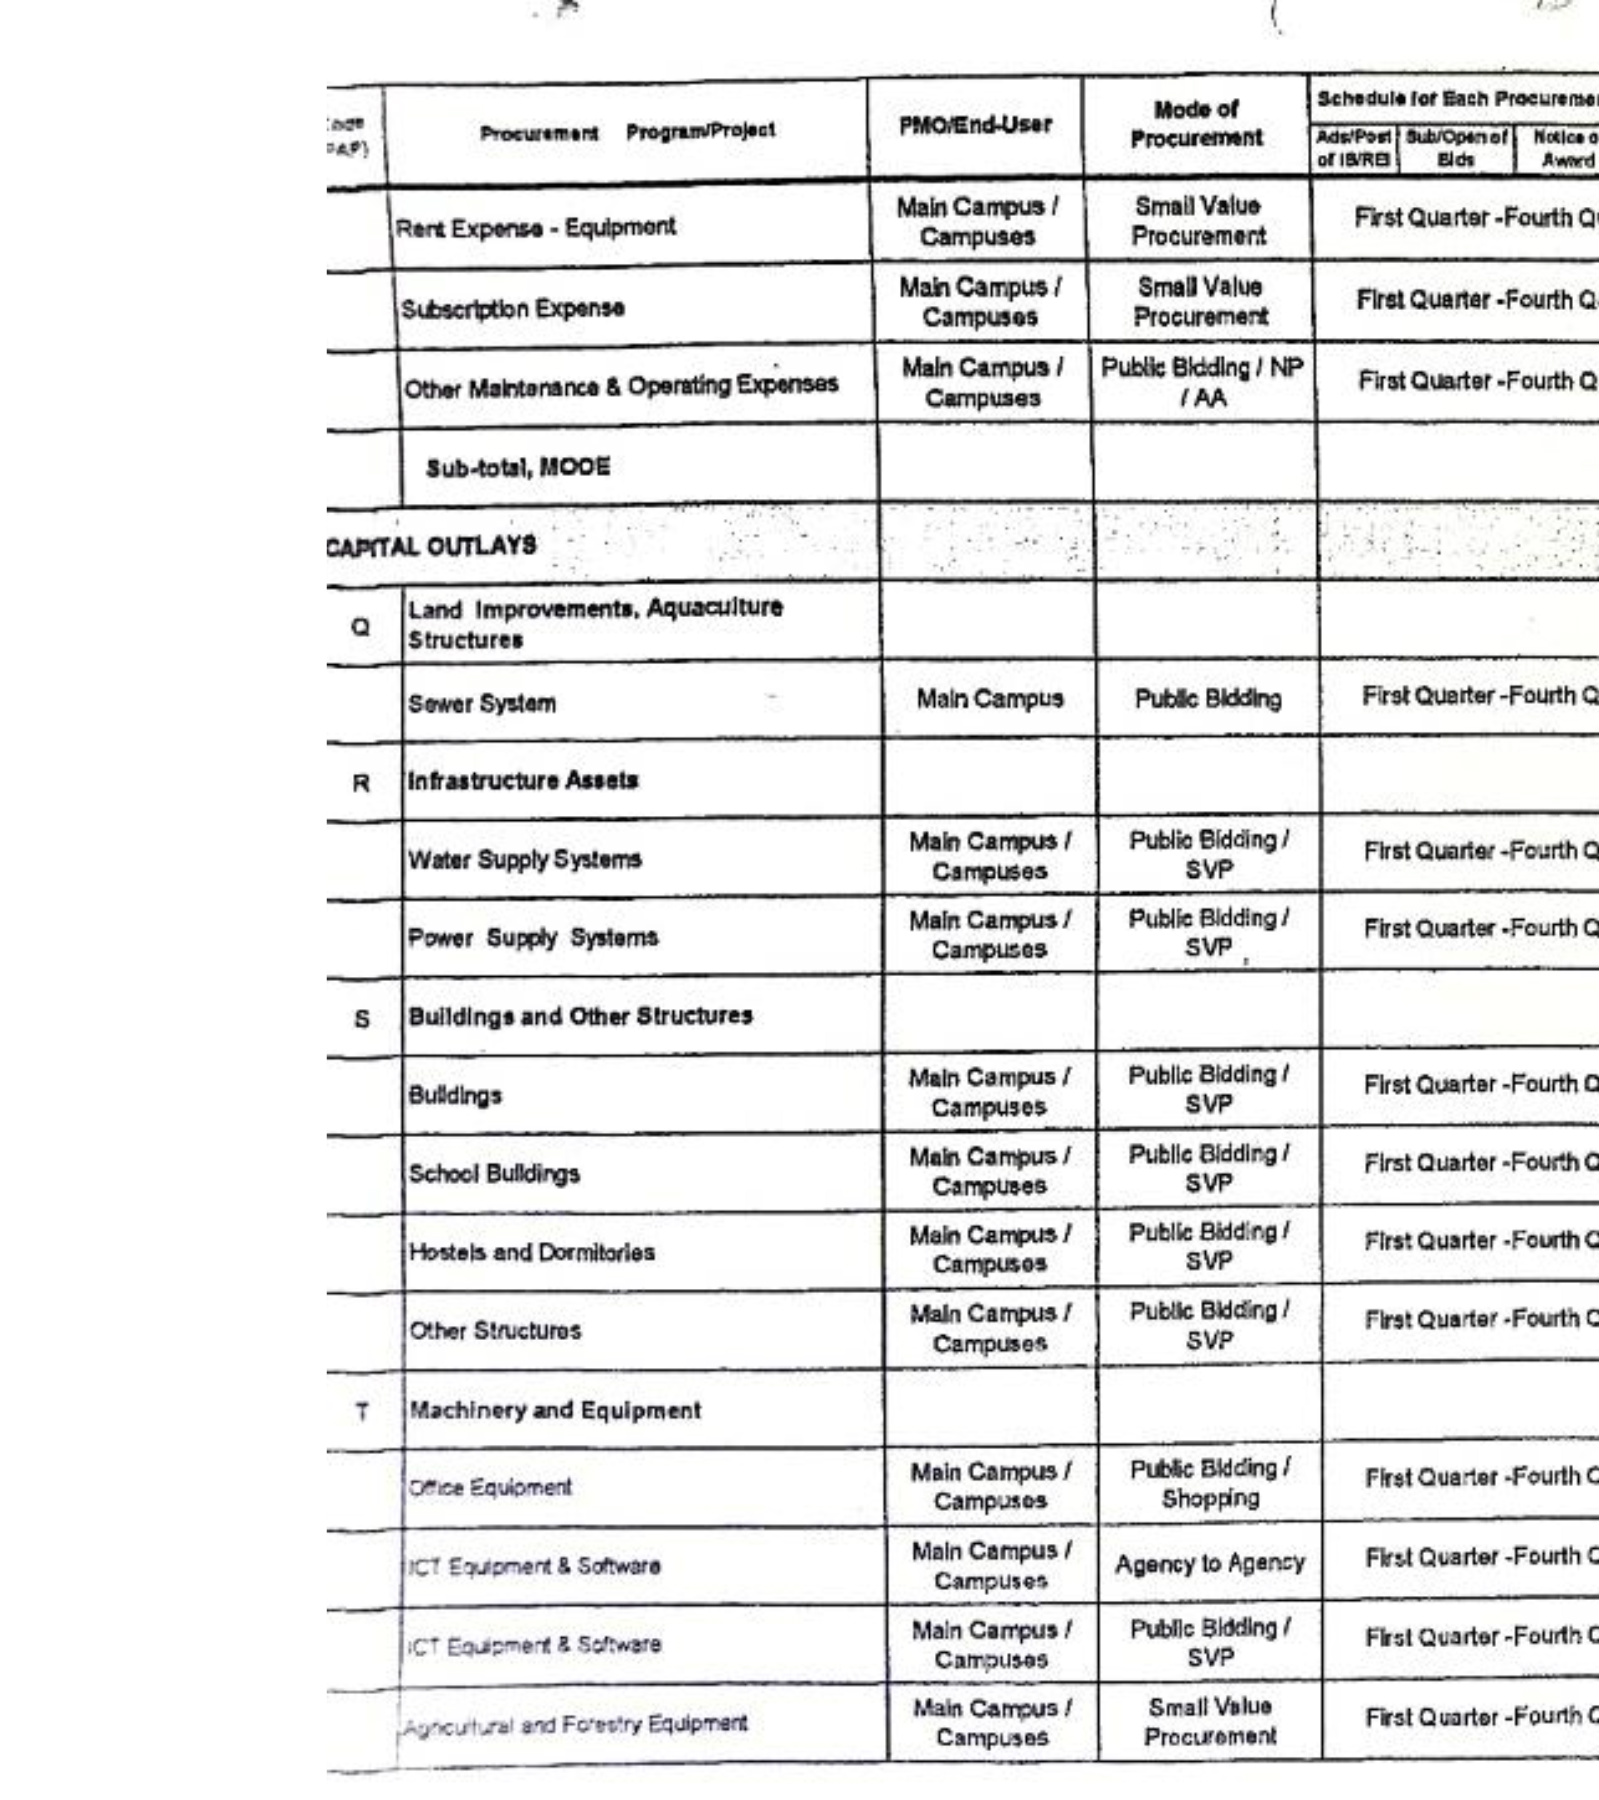 Procurement Program/Project
PMO/End-User
Mode of
Procurement
Schedule for Each
Ads/Post
of IB/REI
Sub/Open of
Bids
Notice
Award
Rent Expense - Equipment
Main Campus /
Campuses
Small Value
Procurement
First Quarter -Fourth
Subscription Expense
Main Campus /
Campuses
Small Value
Procurement
First Quarter -Fourth
Other Maintenance & Operating Expenses
Main Campus /
Campuses
Public Bidding / NP
/ AA
First Quarter -Fourth
Sub-total, MOOE
CAPITAL OUTLAYS
Q
Land Improvements, Aquaculture
Structures
Sewer System
Main Campus
Public Bidding
First Quarter -Fourth
R
Infrastructure Assets
Water Supply Systems
Main Campus /
Campuses
Public Bidding /
SVP
First Quarter -Fourth
Power Supply Systems
Main Campus /
Campuses
Public Bidding /
SVP
First Quarter -Fourth
S
Buildings and Other Structures
Buildings
Main Campus /
Campuses
Public Bidding /
SVP
First Quarter -Fourth
School Buildings
Main Campus /
Campuses
Public Bidding /
SVP
First Quarter -Fourth
Hostels and Dormitories
Main Campus /
Campuses
Public Bidding /
SVP
First Quarter -Fourth
Other Structures
Main Campus /
Campuses
Public Bidding /
SVP
First Quarter -Fourth
T
Machinery and Equipment
Office Equipment
Main Campus /
Campuses
Public Bidding /
Shopping
First Quarter -Fourth
ICT Equipment & Software
Main Campus /
Campuses
Agency to Agency
First Quarter -Fourth
ICT Equipment & Software
Main Campus /
Campuses
Public Bidding /
SVP
First Quarter -Fourth
Agricultural and Forestry Equipment
Main Campus /
Campuses
Small Value
Procurement
First Quarter -Fourth